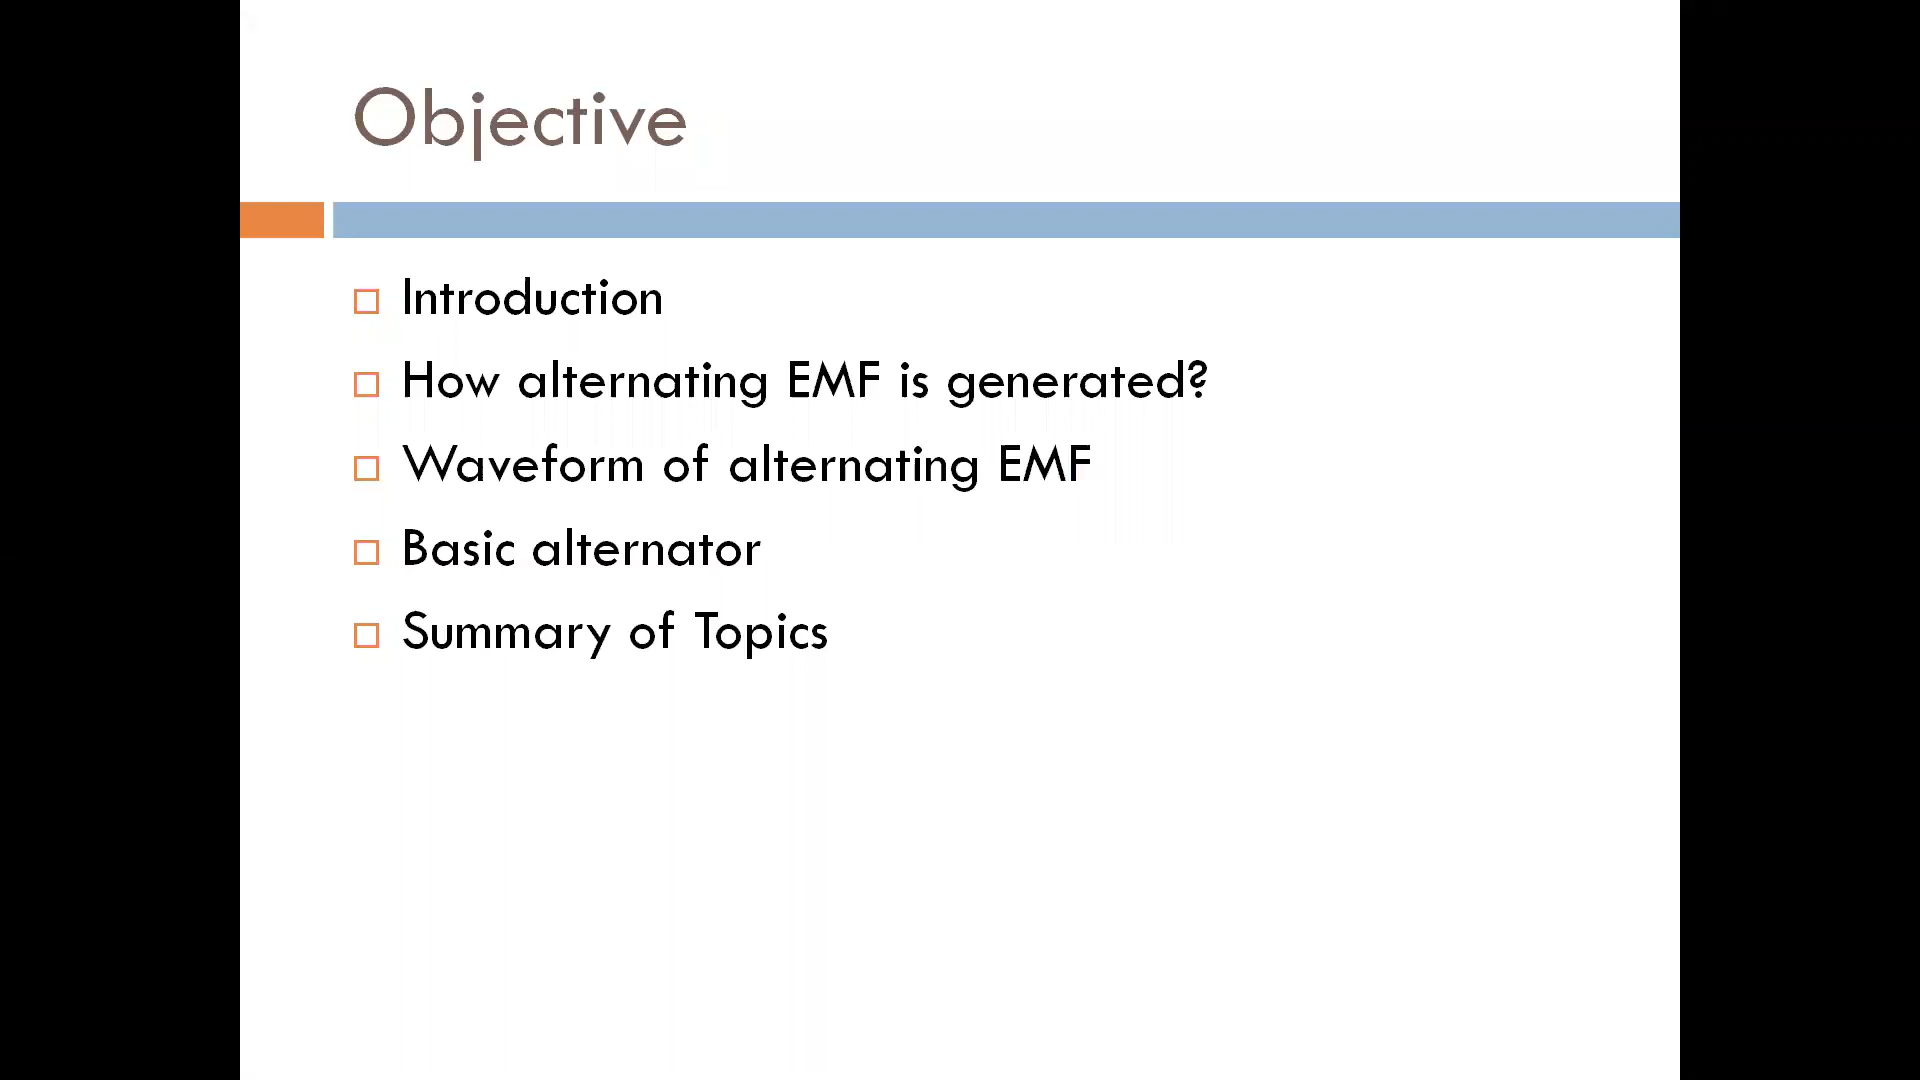 Objective
Introduction
How alternating EMF is generated?
Waveform of alternating EMF
Basic alternator
Summary of Topics